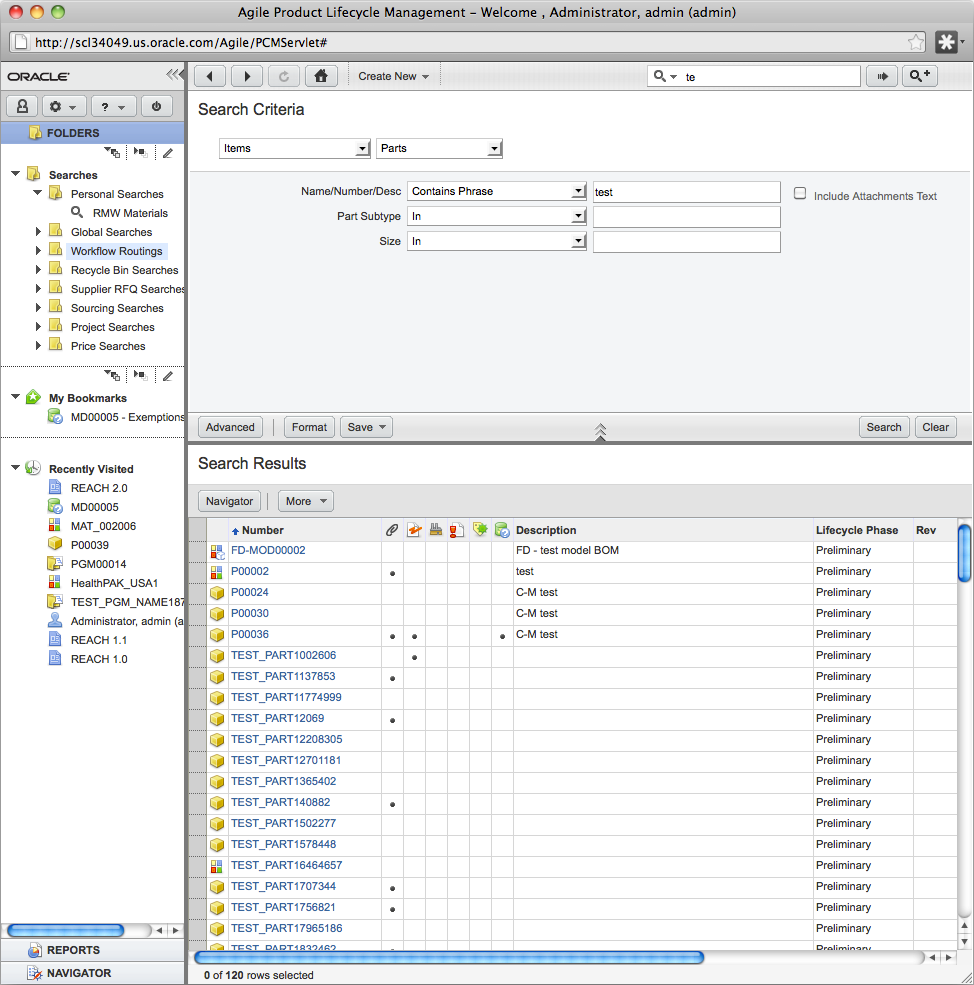 Agile Product Lifecycle Management – Welcome , Administrator, admin (admin)
http://scl34049.us.oracle.com/Agile/PCMServlet#
ORACLE
Create New
te
FOLDERS
Searches
Personal Searches
RMW Materials
Global Searches
Workflow Routings
Recycle Bin Searches
Supplier RFQ Searches
Sourcing Searches
Project Searches
Price Searches
My Bookmarks
MD00005 - Exemptions
Recently Visited
REACH 2.0
MD00005
MAT_002006
P00039
PGM00014
HealthPAK_USA1
TEST_PGM_NAME187
Administrator, admin (a
REACH 1.1
REACH 1.0
REPORTS
NAVIGATOR
Search Criteria
Items Parts
Name/Number/Desc Contains Phrase test Include Attachments Text
Part Subtype In
Size In
Advanced Format Save Search Clear
Search Results
Navigator More
Number Description Lifecycle Phase Rev
FD-MOD00002 FD - test model BOM Preliminary
P00002 test Preliminary
P00024 C-M test Preliminary
P00030 C-M test Preliminary
P00036 C-M test Preliminary
TEST_PART1002606 Preliminary
TEST_PART1137853 Preliminary
TEST_PART11774999 Preliminary
TEST_PART12069 Preliminary
TEST_PART12208305 Preliminary
TEST_PART12701181 Preliminary
TEST_PART1365402 Preliminary
TEST_PART140882 Preliminary
TEST_PART1502277 Preliminary
TEST_PART1578448 Preliminary
TEST_PART16464657 Preliminary
TEST_PART1707344 Preliminary
TEST_PART1756821 Preliminary
TEST_PART17965186 Preliminary
TEST_PART1832462 Preliminary
0 of 120 rows selected